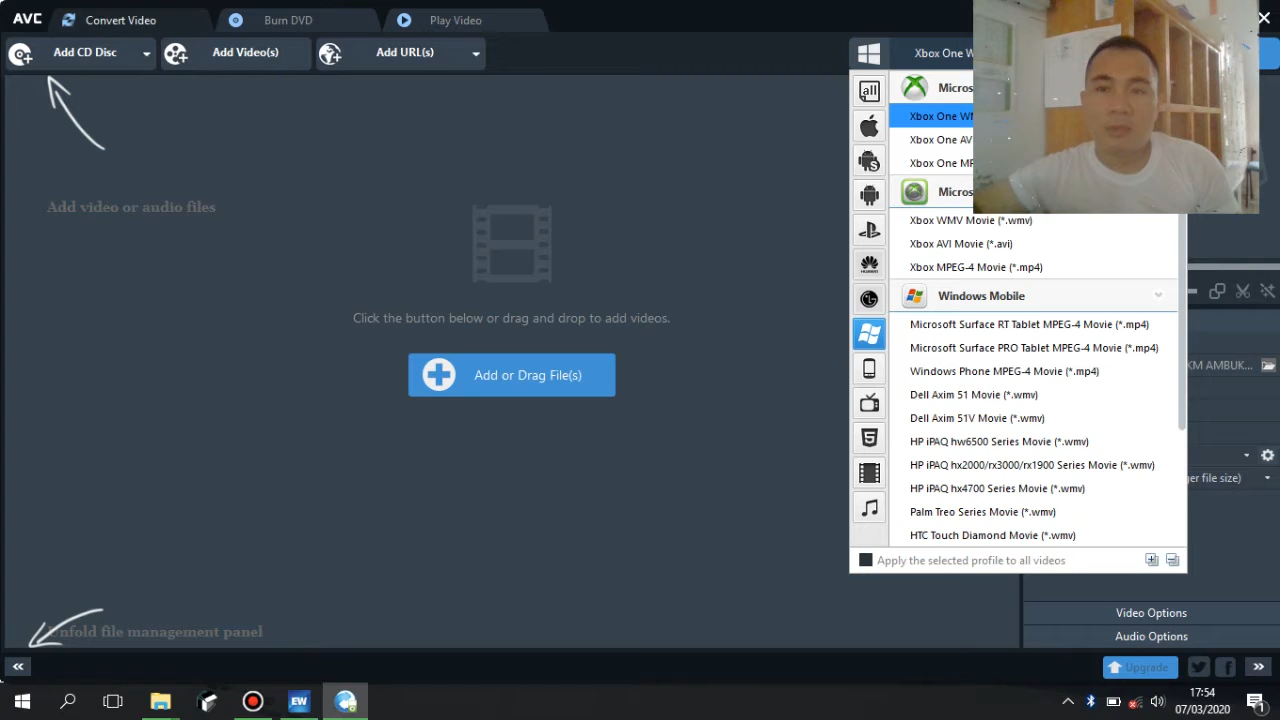 AVC
Convert Video
Burn DVD
Play Video
Add CD Disc
Add Video(s)
Add URL(s)
Xbox One
all
Xbox One
Xbox One
Xbox One
Add video or audio files
Xbox WMV Movie (*.wmv)
Xbox AVI Movie (*.avi)
Xbox MPEG-4 Movie (*.mp4)
Windows Mobile
Click the button below or drag and drop to add videos.
Add or Drag File(s)
Microsoft Surface RT Tablet MPEG-4 Movie (*.mp4)
Microsoft Surface PRO Tablet MPEG-4 Movie (*.mp4)
Windows Phone MPEG-4 Movie (*.mp4)
KM AMBUK...
Dell Axim 51 Movie (*.wmv)
Dell Axim 51V Movie (*.wmv)
HP iPAQ hw6500 Series Movie (*.wmv)
HP iPAQ hx2000/rx3000/rx1900 Series Movie (*.wmv)
file size)
HP iPAQ hx4700 Series Movie (*.wmv)
Palm Treo Series Movie (*.wmv)
HTC Touch Diamond Movie (*.wmv)
Apply the selected profile to all videos
Video Options
Unfold file management panel
Audio Options
Upgrade
EW
17:54
07/03/2020
1